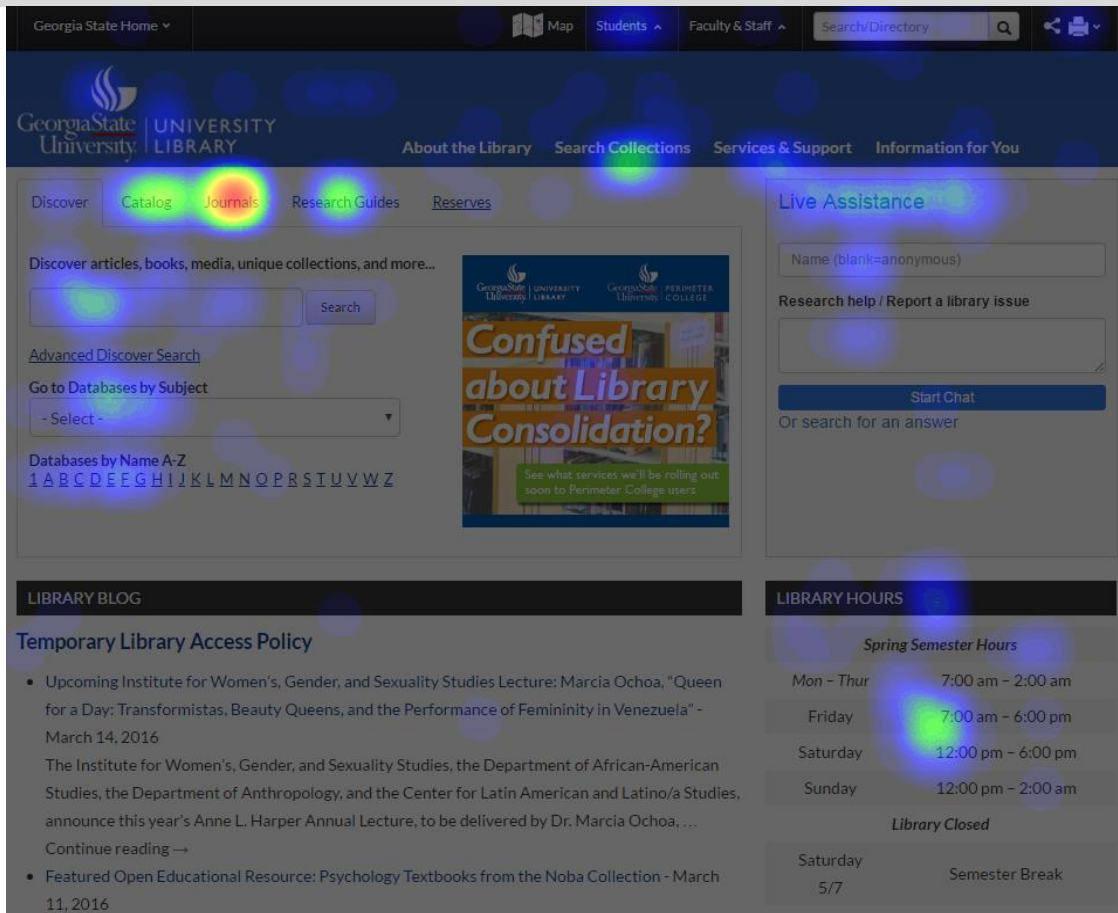 Georgia State Home
Map
Students
Faculty & Staff
Search/Directory
GeorgiaState University
UNIVERSITY LIBRARY
About the Library
Search Collections
Services & Support
Information for You
Discover
Catalog
Journals
Research Guides
Reserves
Discover articles, books, media, unique collections, and more...
Search
Advanced Discover Search
Go to Databases by Subject
- Select -
Databases by Name A-Z
1 A B C D E F G H I J K L M N O P R S T U V W Z
GeorgiaState University | UNIVERSITY LIBRARY
GeorgiaState University | PERIMETER COLLEGE
Confused
about Library
Consolidation?
See what services we'll be rolling out
soon to Perimeter College users
Live Assistance
Name (blank=anonymous)
Research help / Report a library issue
Start Chat
Or search for an answer
LIBRARY BLOG
Temporary Library Access Policy
• Upcoming Institute for Women's, Gender, and Sexuality Studies Lecture: Marcia Ochoa, "Queen
for a Day: Transformistas, Beauty Queens, and the Performance of Femininity in Venezuela" -
March 14, 2016
The Institute for Women's, Gender, and Sexuality Studies, the Department of African-American
Studies, the Department of Anthropology, and the Center for Latin American and Latino/a Studies,
announce this year's Anne L. Harper Annual Lecture, to be delivered by Dr. Marcia Ochoa, …
Continue reading →
• Featured Open Educational Resource: Psychology Textbooks from the Noba Collection - March
11, 2016
LIBRARY HOURS
Spring Semester Hours
Mon – Thur 7:00 am – 2:00 am
Friday 7:00 am – 6:00 pm
Saturday 12:00 pm – 6:00 pm
Sunday 12:00 pm – 2:00 am
Library Closed
Saturday
5/7
Semester Break